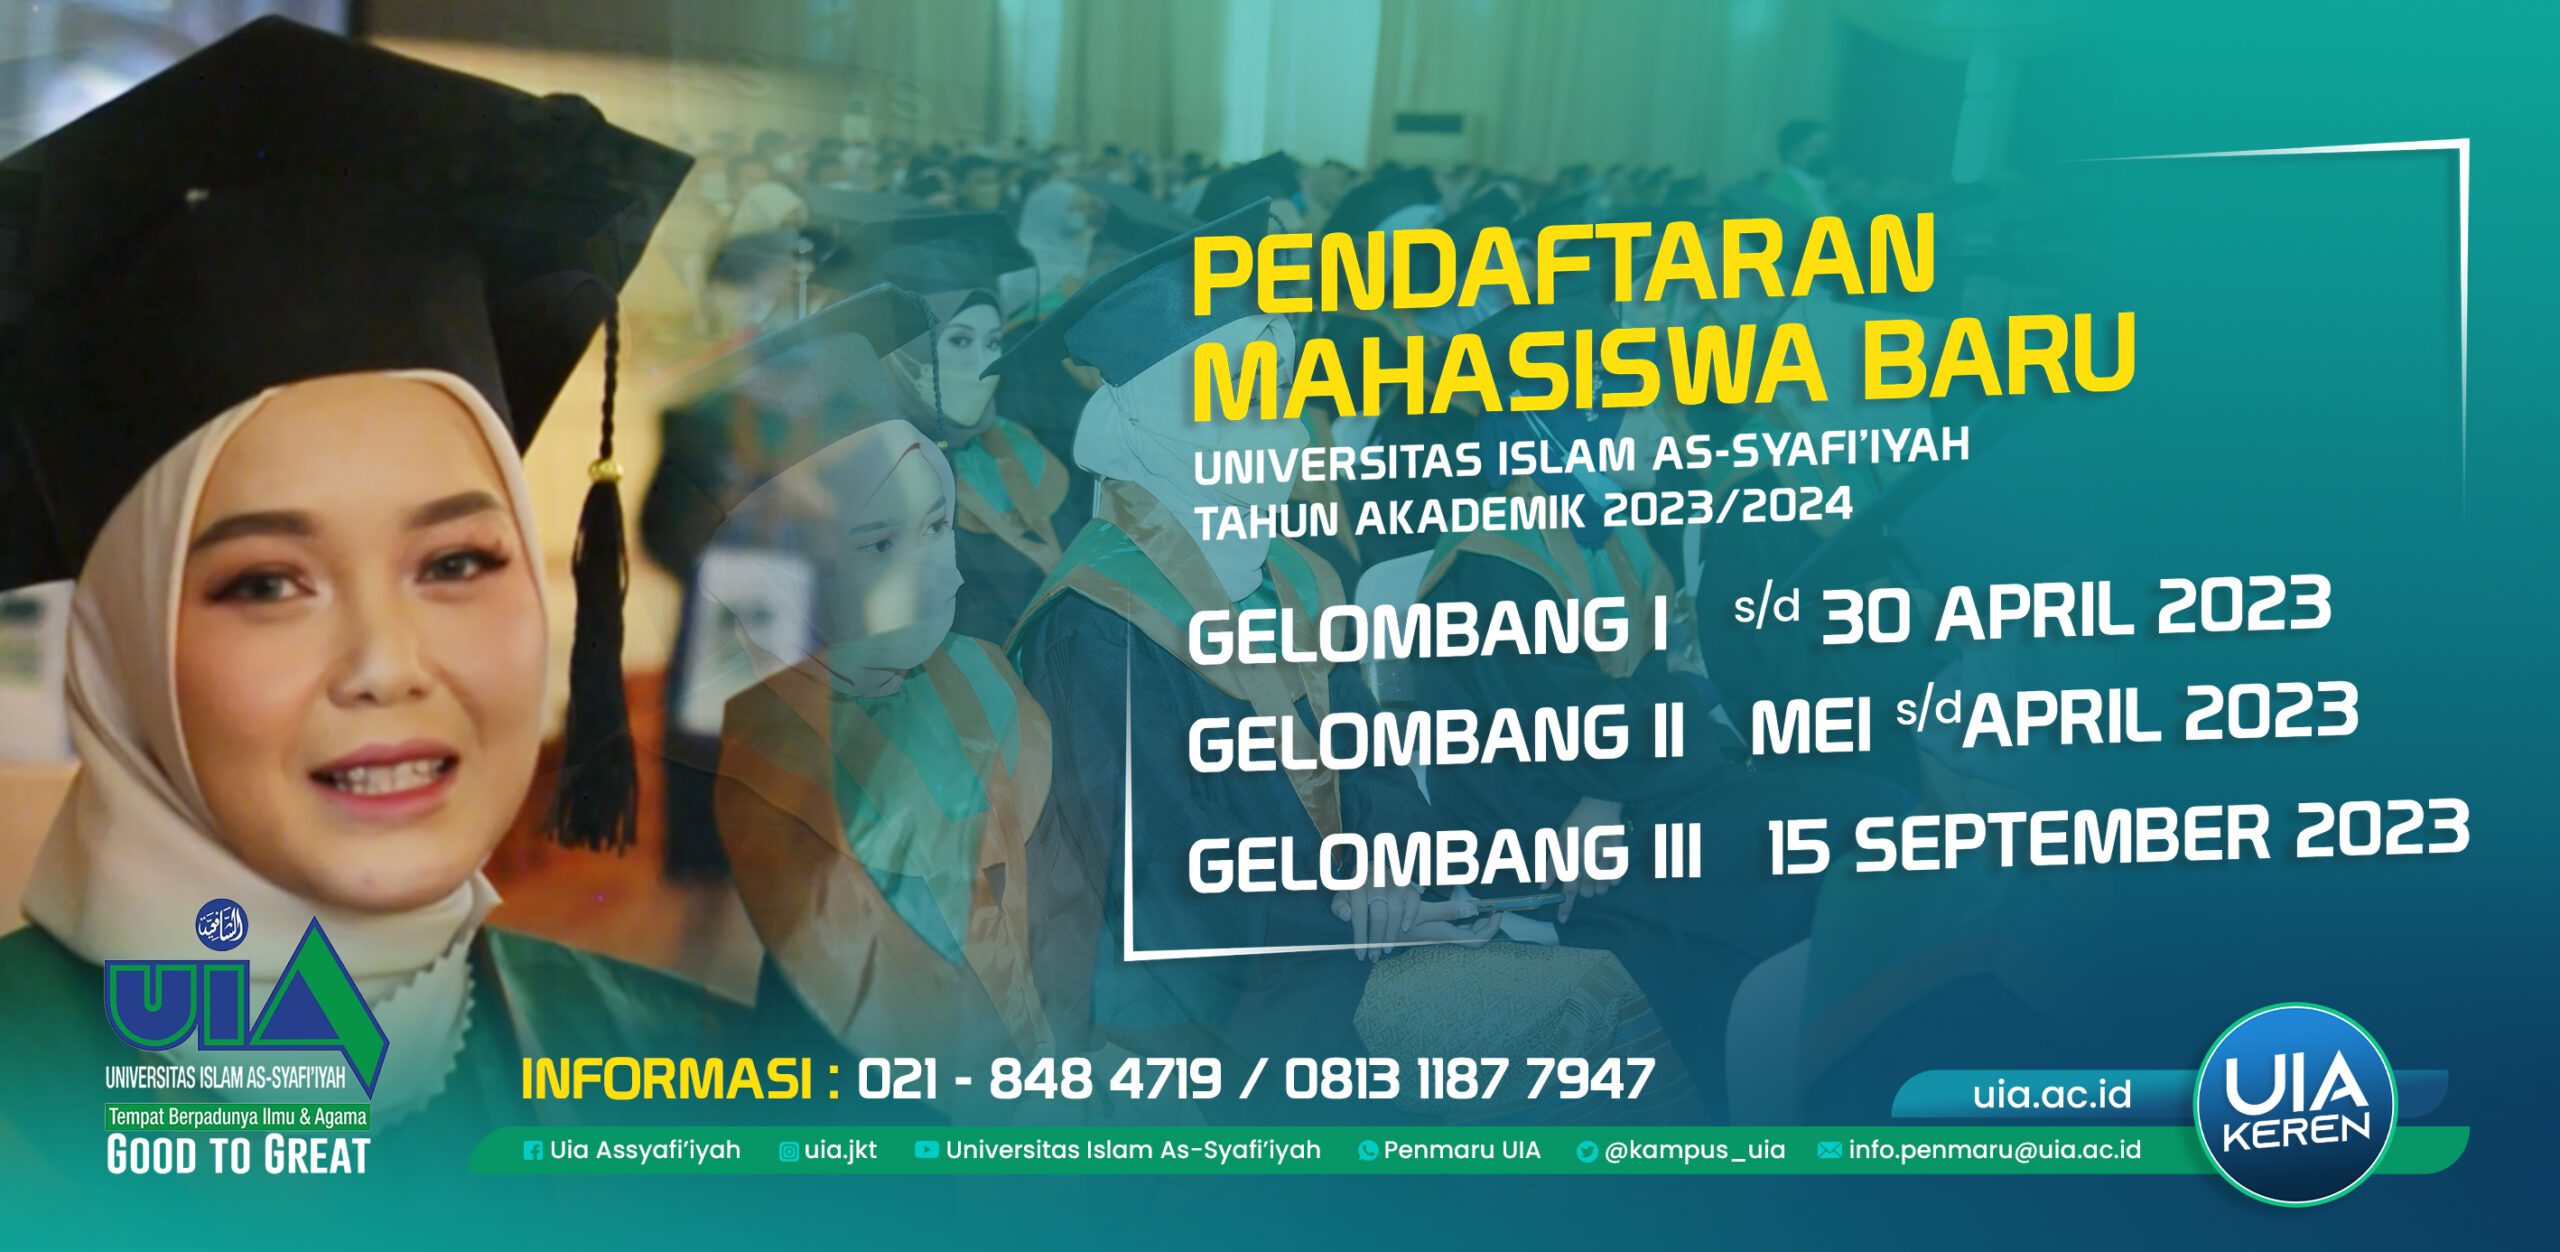 PENDAFTARAN
MAHASISWA BARU
UNIVERSITAS ISLAM AS-SYAFI'IYAH
TAHUN AKADEMIK 2023/2024
GELOMBANG I s/d 30 APRIL 2023
GELOMBANG II MEI s/d APRIL 2023
GELOMBANG III 15 SEPTEMBER 2023
الشافعية
UIA
UNIVERSITAS ISLAM AS-SYAFI'IYAH
Tempat Berpadunya Ilmu & Agama
GOOD TO GREAT
INFORMASI : 021 - 848 4719 / 0813 1187 7947
uia.ac.id
Uia Assyafi'iyah uia.jkt Universitas Islam As-Syafi'iyah Penmaru UIA @kampus_uia info.penmaru@uia.ac.id
UIA
KEREN